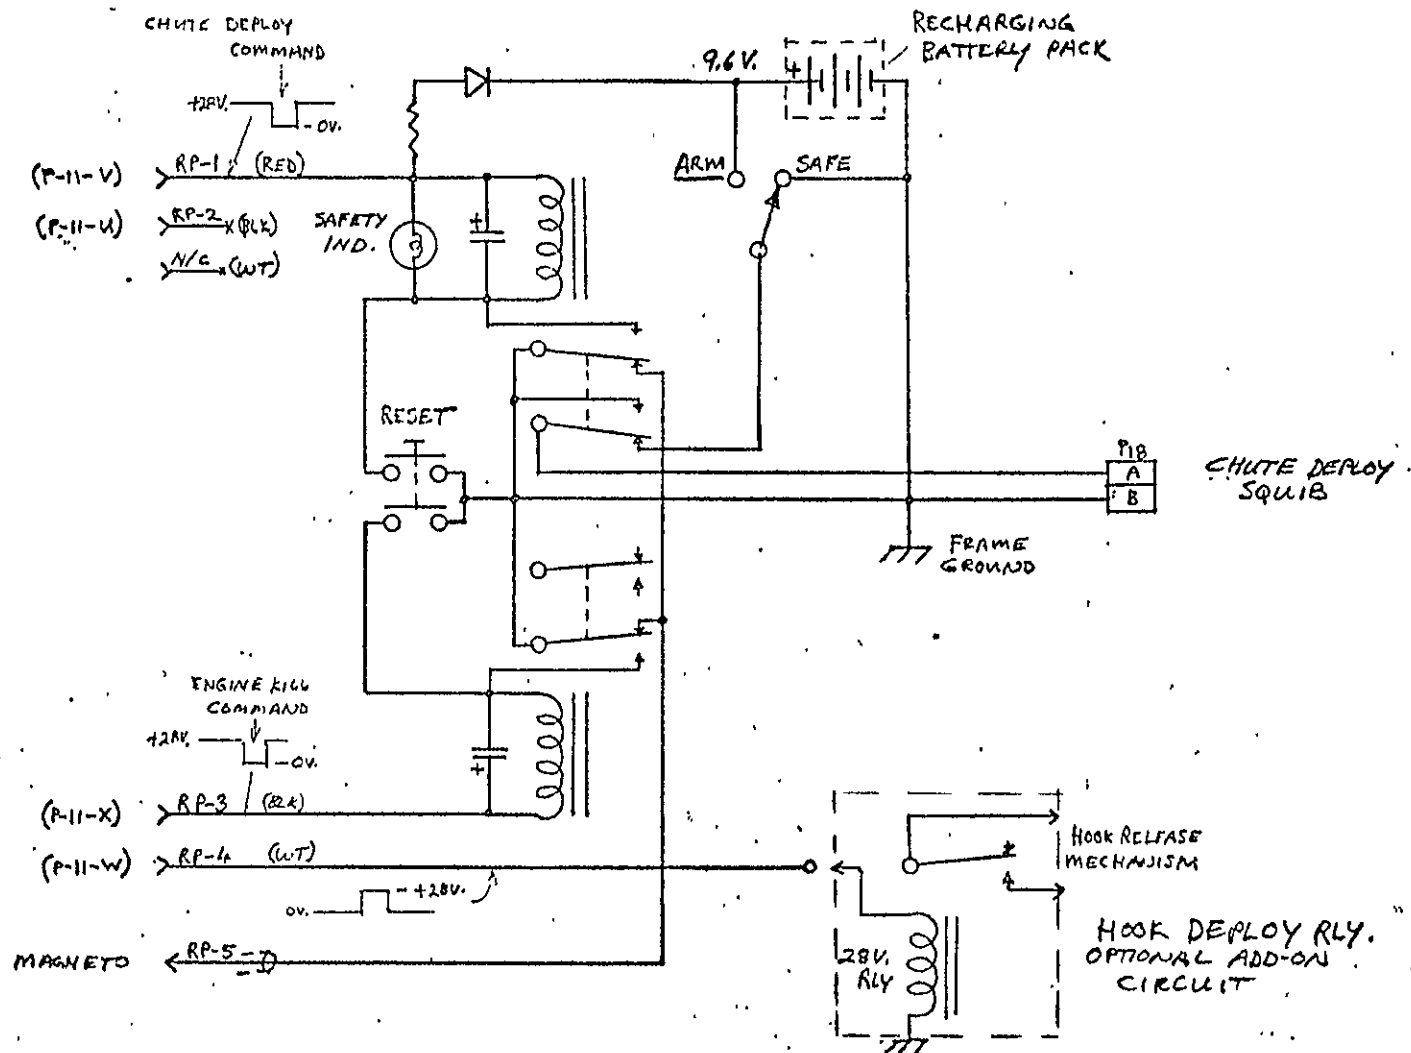 CHUTE DEPLOY
COMMAND
+28V.
0V.
RECHARGING
BATTERY PACK
9.6V.
+
(P-11-V)
RP-1 (RED)
ARM
SAFE
(P-11-U)
RP-2 x (BLK)
SAFETY
IND.
+
N/C x (WT)
RESET
P18
A
B
CHUTE DEPLOY
SQUIB
FRAME
GROUND
ENGINE KILL
COMMAND
+28V.
0V.
+
(P-11-X)
RP-3 (BLK)
(P-11-W)
RP-4 (WT)
+28V.
0V.
HOOK RELEASE
MECHANISM
MAGNETO
RP-5
28V.
RLY
HOOK DEPLOY RLY.
OPTIONAL ADD-ON
CIRCUIT